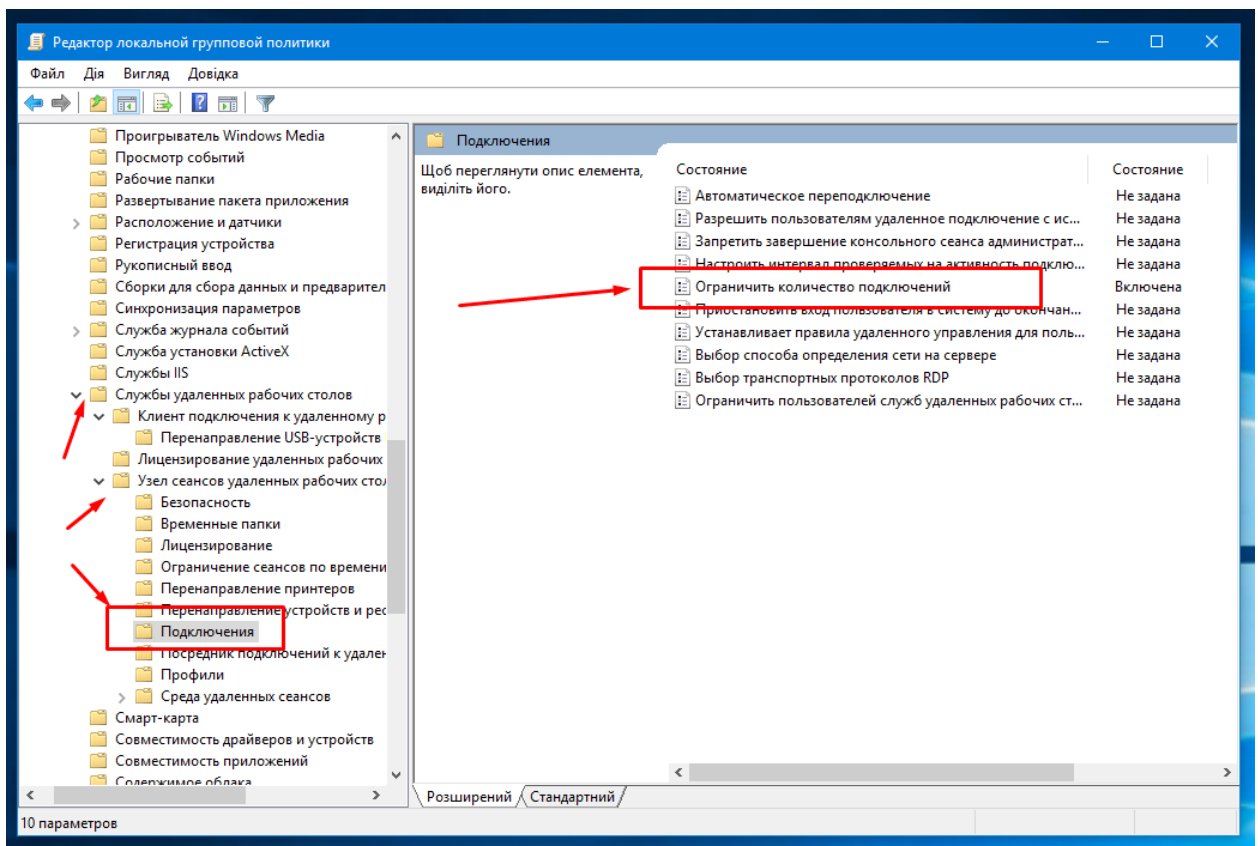 Редактор локальной групповой политики
Файл Дія Вигляд Довідка
Проигрыватель Windows Media
Просмотр событий
Рабочие папки
Развертывание пакета приложения
Расположение и датчики
Регистрация устройства
Рукописный ввод
Сборки для сбора данных и предварител
Синхронизация параметров
Служба журнала событий
Служба установки ActiveX
Службы IIS
Службы удаленных рабочих столов
Клиент подключения к удаленному р
Перенаправление USB-устройств
Лицензирование удаленных рабочих
Узел сеансов удаленных рабочих стол
Безопасность
Временные папки
Лицензирование
Ограничение сеансов по времени
Перенаправление принтеров
Перенаправление устройств и рес
Подключения
Посредник подключений к удален
Профили
Среда удаленных сеансов
Смарт-карта
Совместимость драйверов и устройств
Совместимость приложений
Содержимое облака
Подключения
Щоб переглянути опис елемента,
виділіть його.
Состояние Состояние
Автоматическое переподключение Не задана
Разрешить пользователям удаленное подключение с ис... Не задана
Запретить завершение консольного сеанса администрат... Не задана
Настроить интервал проверяемых на активность подклю... Не задана
Ограничить количество подключений Включена
Приостановить вход пользователя в систему до окончан... Не задана
Устанавливает правила удаленного управления для поль... Не задана
Выбор способа определения сети на сервере Не задана
Выбор транспортных протоколов RDP Не задана
Ограничить пользователей служб удаленных рабочих ст... Не задана
Розширений Стандартний
10 параметров